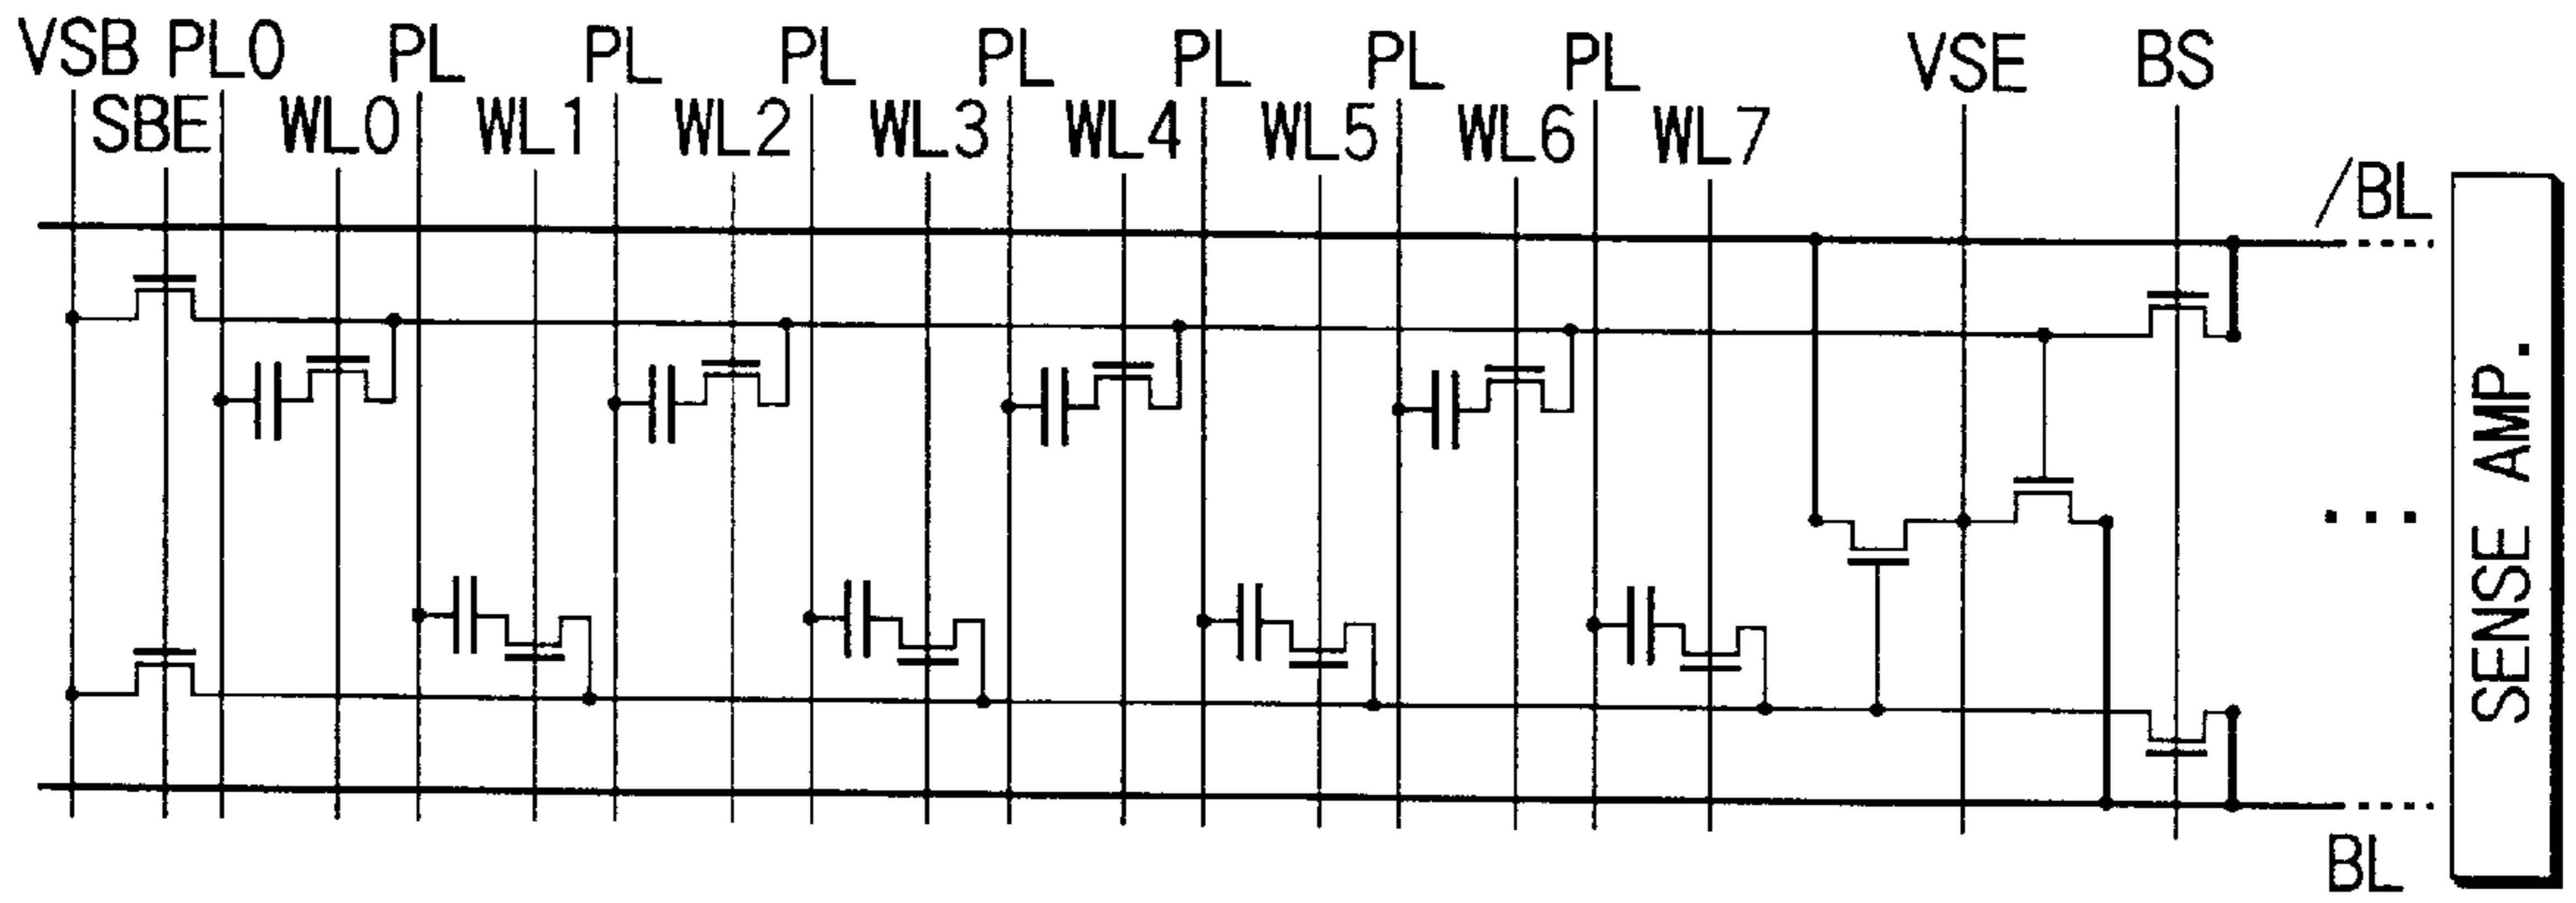 VSB PL0 PL PL PL PL PL PL PL VSE BS
SBE WL0 WL1 WL2 WL3 WL4 WL5 WL6 WL7
/BL
SENSE AMP.
BL